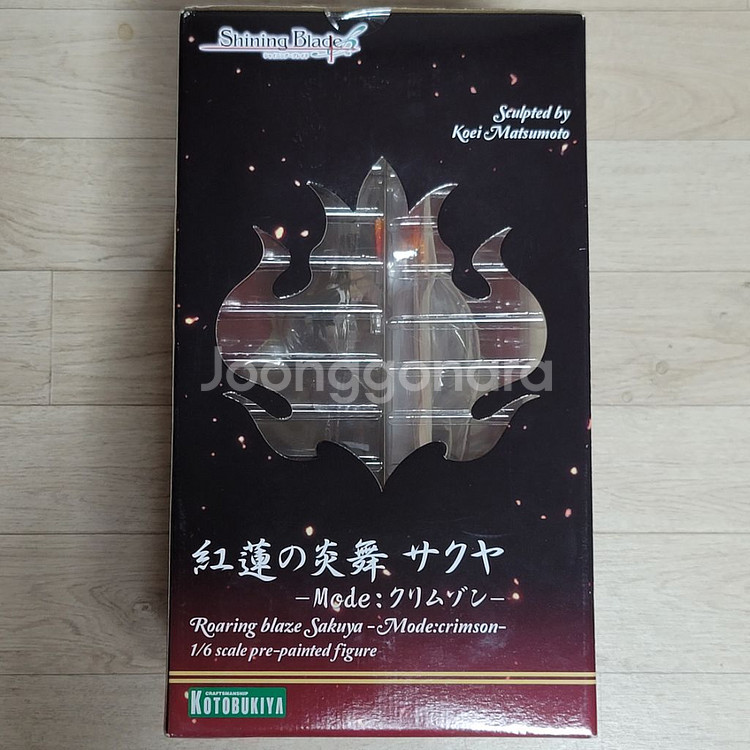 Shining Blade
Sculpted by
Koei Matsumoto
Joonggonara
紅蓮の炎舞 サクヤ
−Mode:クリムゾン−
Roaring blaze Sakuya -Mode:crimson-
1/6 scale pre-painted figure
CRAFTSMANSHIP
KOTOBUKIYA